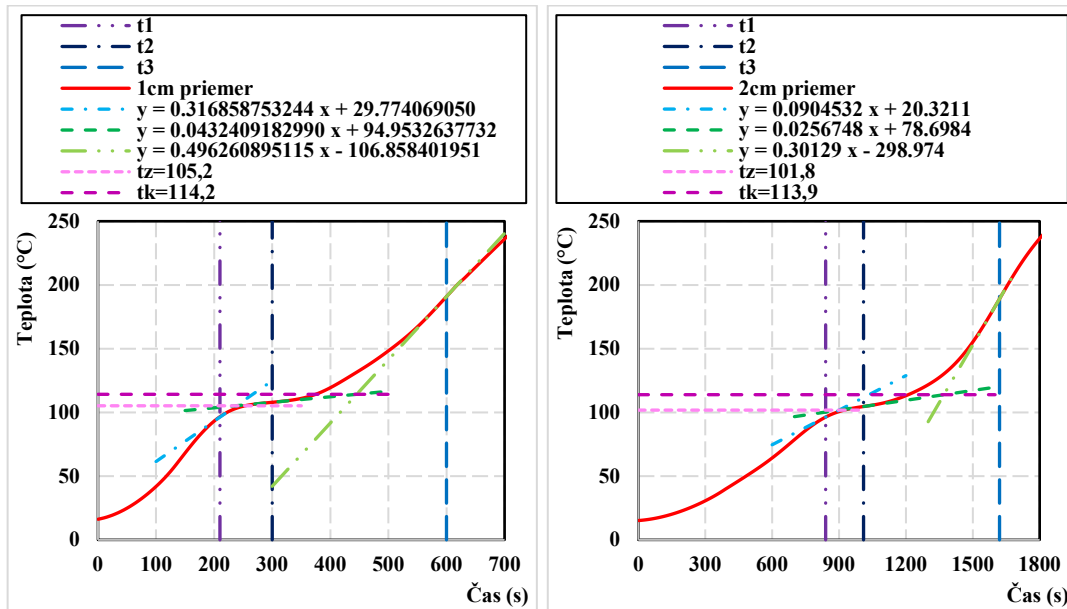 t1
t2
t3
1cm priemer
y = 0.316858753244 x + 29.774069050
y = 0.0432409182990 x + 94.9532637732
y = 0.496260895115x - 106.858401951
tz=105,2
tk=114,2
Teplota (°C)
250
200
150
100
50
0
0 100 200 300 400 500 600 700
Čas (s)
t1
t2
t3
2cm priemer
y = 0.0904532 x + 20.3211
y = 0.0256748 x + 78.6984
y = 0.30129 x - 298.974
tz=101,8
tk=113,9
Teplota (°C)
250
200
150
100
50
0
0 300 600 900 1200 1500 1800
Čas (s)